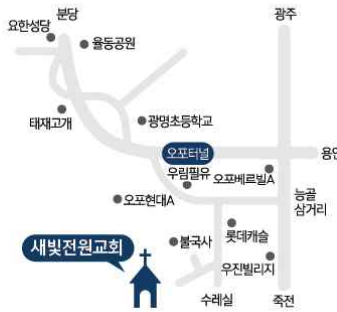 분당
광주
요한성당
율동공원
태재고개
광명초등학교
오포터널
용인
우림필유
오포베르빌A
오포현대A
능골
삼거리
롯데캐슬
불국사
새빛전원교회
우진빌리지
수레실
죽전